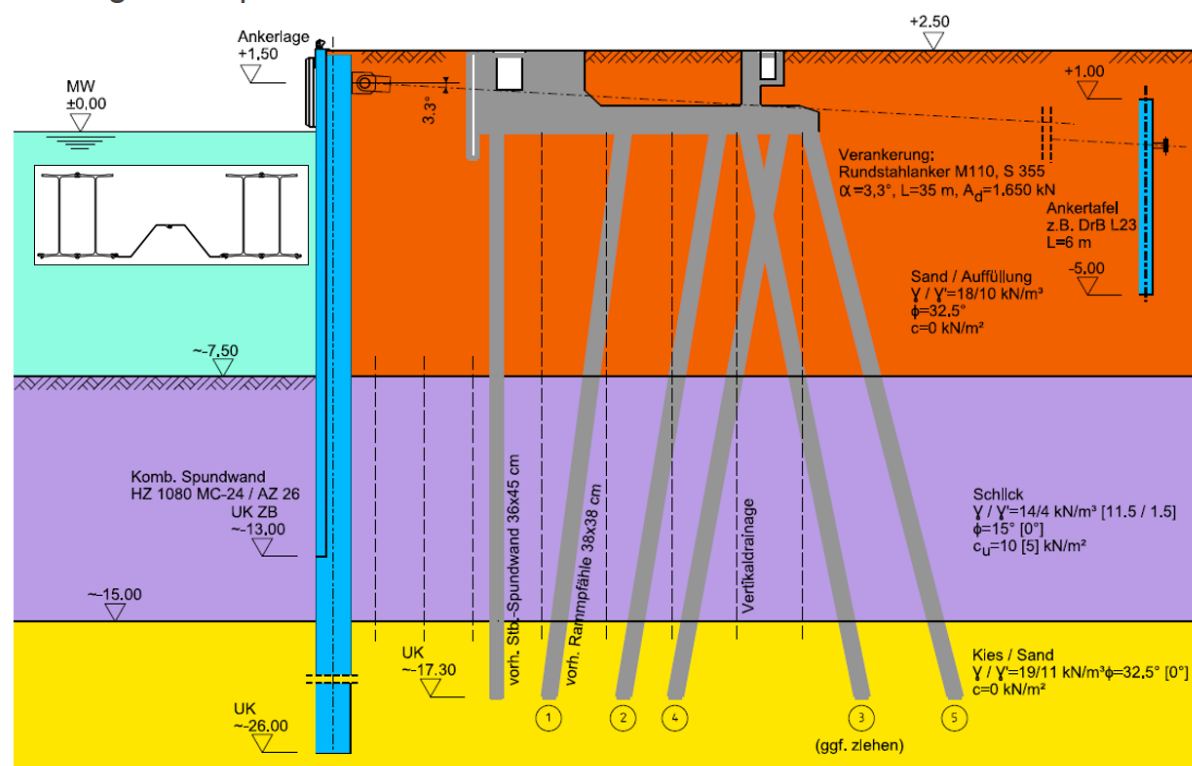 Ankerlage
+1,50
+2.50
+1.00
MW
±0,00
3.3°
Verankerung:
Rundstahlanker M110, S 355
α=3,3°, L=35 m, Ad=1.650 kN
Ankertafel
z.B. DrB L23
L=6 m
-5,00
Sand / Auffüllung
γ / γ'=18/10 kN/m³
ϕ=32,5°
c=0 kN/m²
~-7,50
Komb. Spundwand
HZ 1080 MC-24 / AZ 26
UK ZB
~-13,00
vorh. Stb.-Spundwand 36x45 cm
vorh. Rammpfähle 38x38 cm
Vertikaldrainage
Schlick
γ / γ'=14/4 kN/m³ [11.5 / 1.5]
ϕ=15° [0°]
cu=10 [5] kN/m²
~-15.00
UK
~-17.30
Kies / Sand
γ / γ'=19/11 kN/m³ϕ=32.5° [0°]
c=0 kN/m²
UK
~-26.00
1
2
4
3
5
(ggf. ziehen)